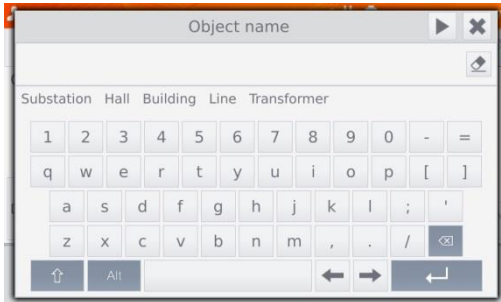 Object name
Substation Hall Building Line Transformer
1 2 3 4 5 6 7 8 9 0 - =
q w e r t y u i o p [ ]
a s d f g h j k l ; '
z x c v b n m , . /
Alt